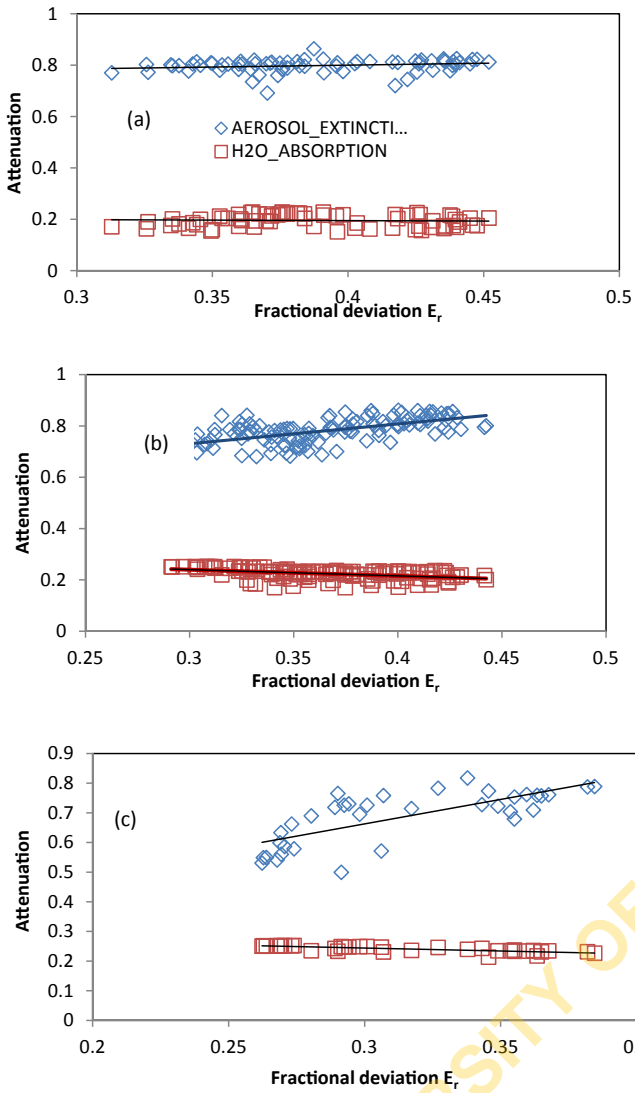 1
0.8
0.6
0.4
0.2
0
Attenuation
(a)
AEROSOL_EXTINCTI...
H2O_ABSORPTION
0.3 0.35 0.4 0.45 0.5
Fractional deviation Er
1
0.8
0.6
0.4
0.2
0
Attenuation
(b)
0.25 0.3 0.35 0.4 0.45 0.5
Fractional deviation Er
0.9
0.8
0.7
0.6
0.5
0.4
0.3
0.2
0.1
0
Attenuation
(c)
0.2 0.25 0.3 0.35
Fractional deviation Er
ERSITY OF